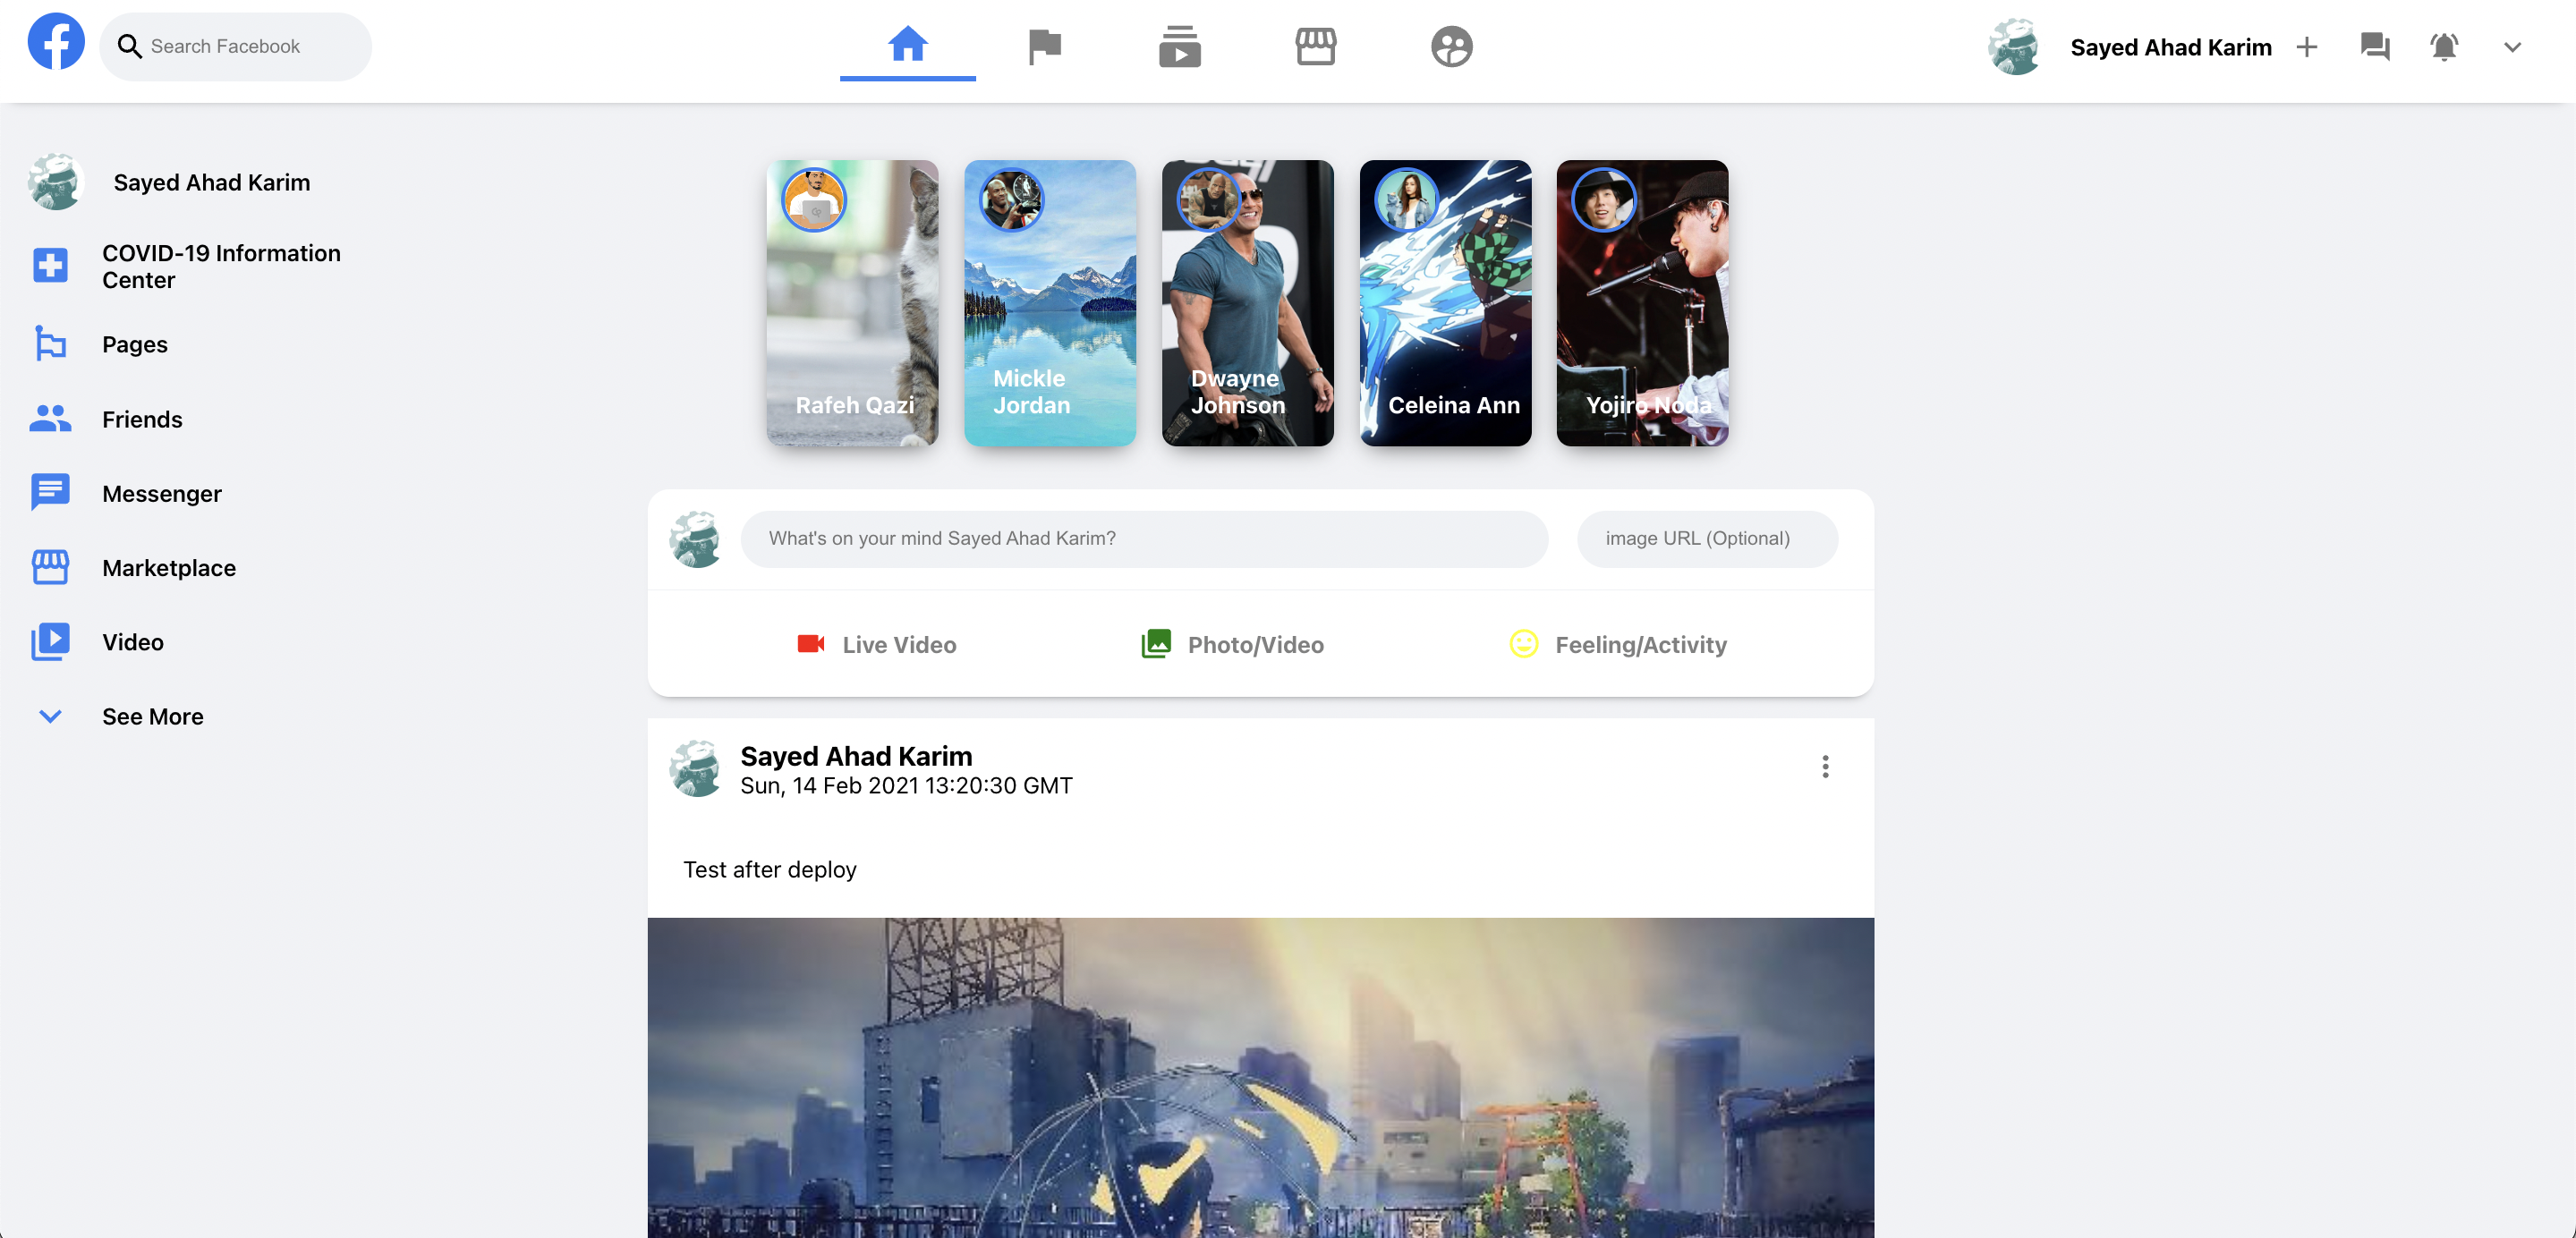 Search Facebook
Sayed Ahad Karim
Sayed Ahad Karim
COVID-19 Information
Center
Pages
Friends
Messenger
Marketplace
Video
See More
Rafeh Qazi
Mickle
Jordan
Dwayne
Johnson
Celeina Ann
Yojiro Noda
What's on your mind Sayed Ahad Karim?
image URL (Optional)
Live Video
Photo/Video
Feeling/Activity
Sayed Ahad Karim
Sun, 14 Feb 2021 13:20:30 GMT
Test after deploy